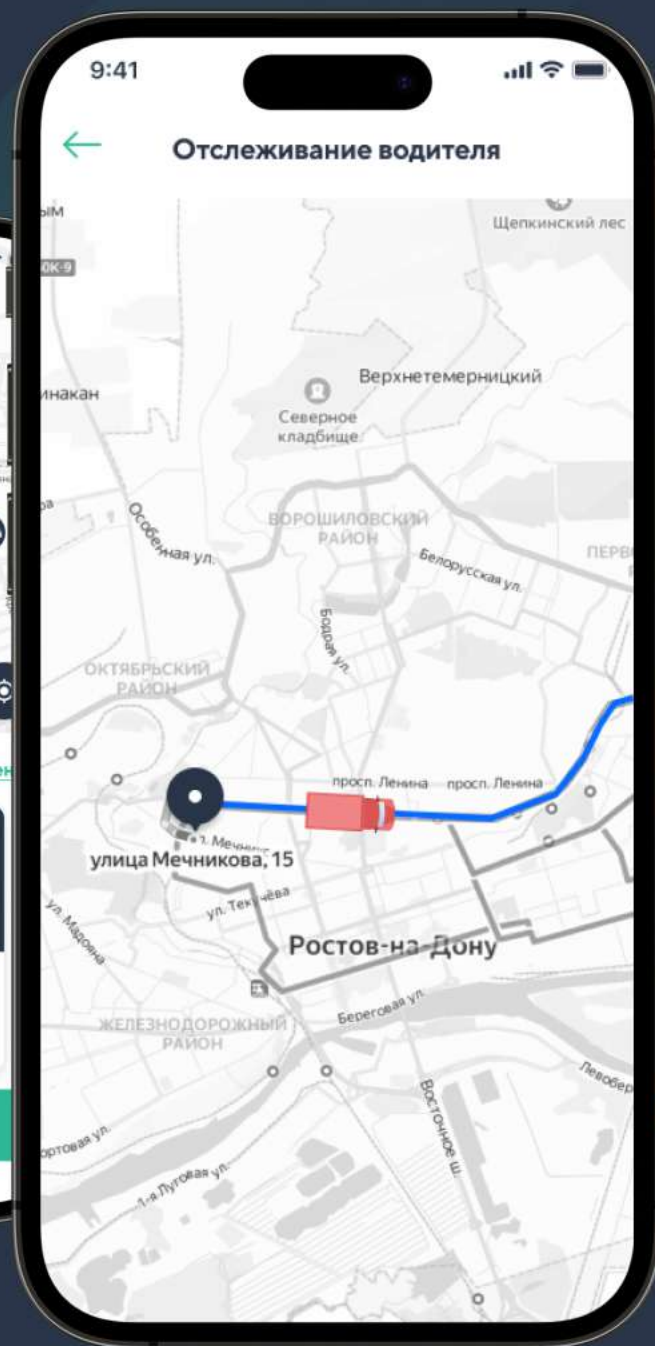 9:41
Отслеживание водителя
Щепкинский лес
Верхнетемерницкий
Северное
кладбище
Особенная ул.
ВОРОШИЛОВСКИЙ
РАЙОН
Белорусская ул.
Бодрая ул.
ОКТЯБРЬСКИЙ
РАЙОН
просп. Ленина просп. Ленина
улица Мечникова, 15
ул. Текучёва
ул. Мадояна
Ростов-на-Дону
Береговая ул.
ЖЕЛЕЗНОДОРОЖНЫЙ
РАЙОН
Восточное ш.
1-я Луговая ул.